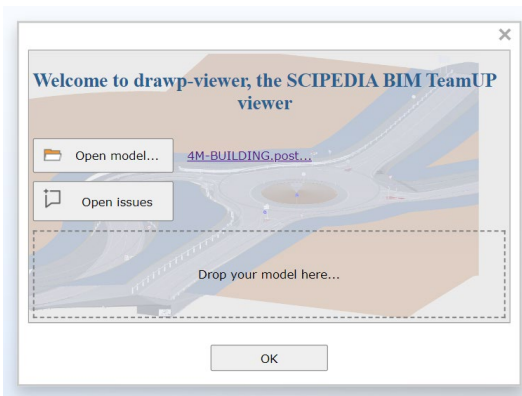 Welcome to drawp-viewer, the SCIPEDIA BIM TeamUP
viewer
Open model... 4M-BUILDING.post...
Open issues
Drop your model here...
OK